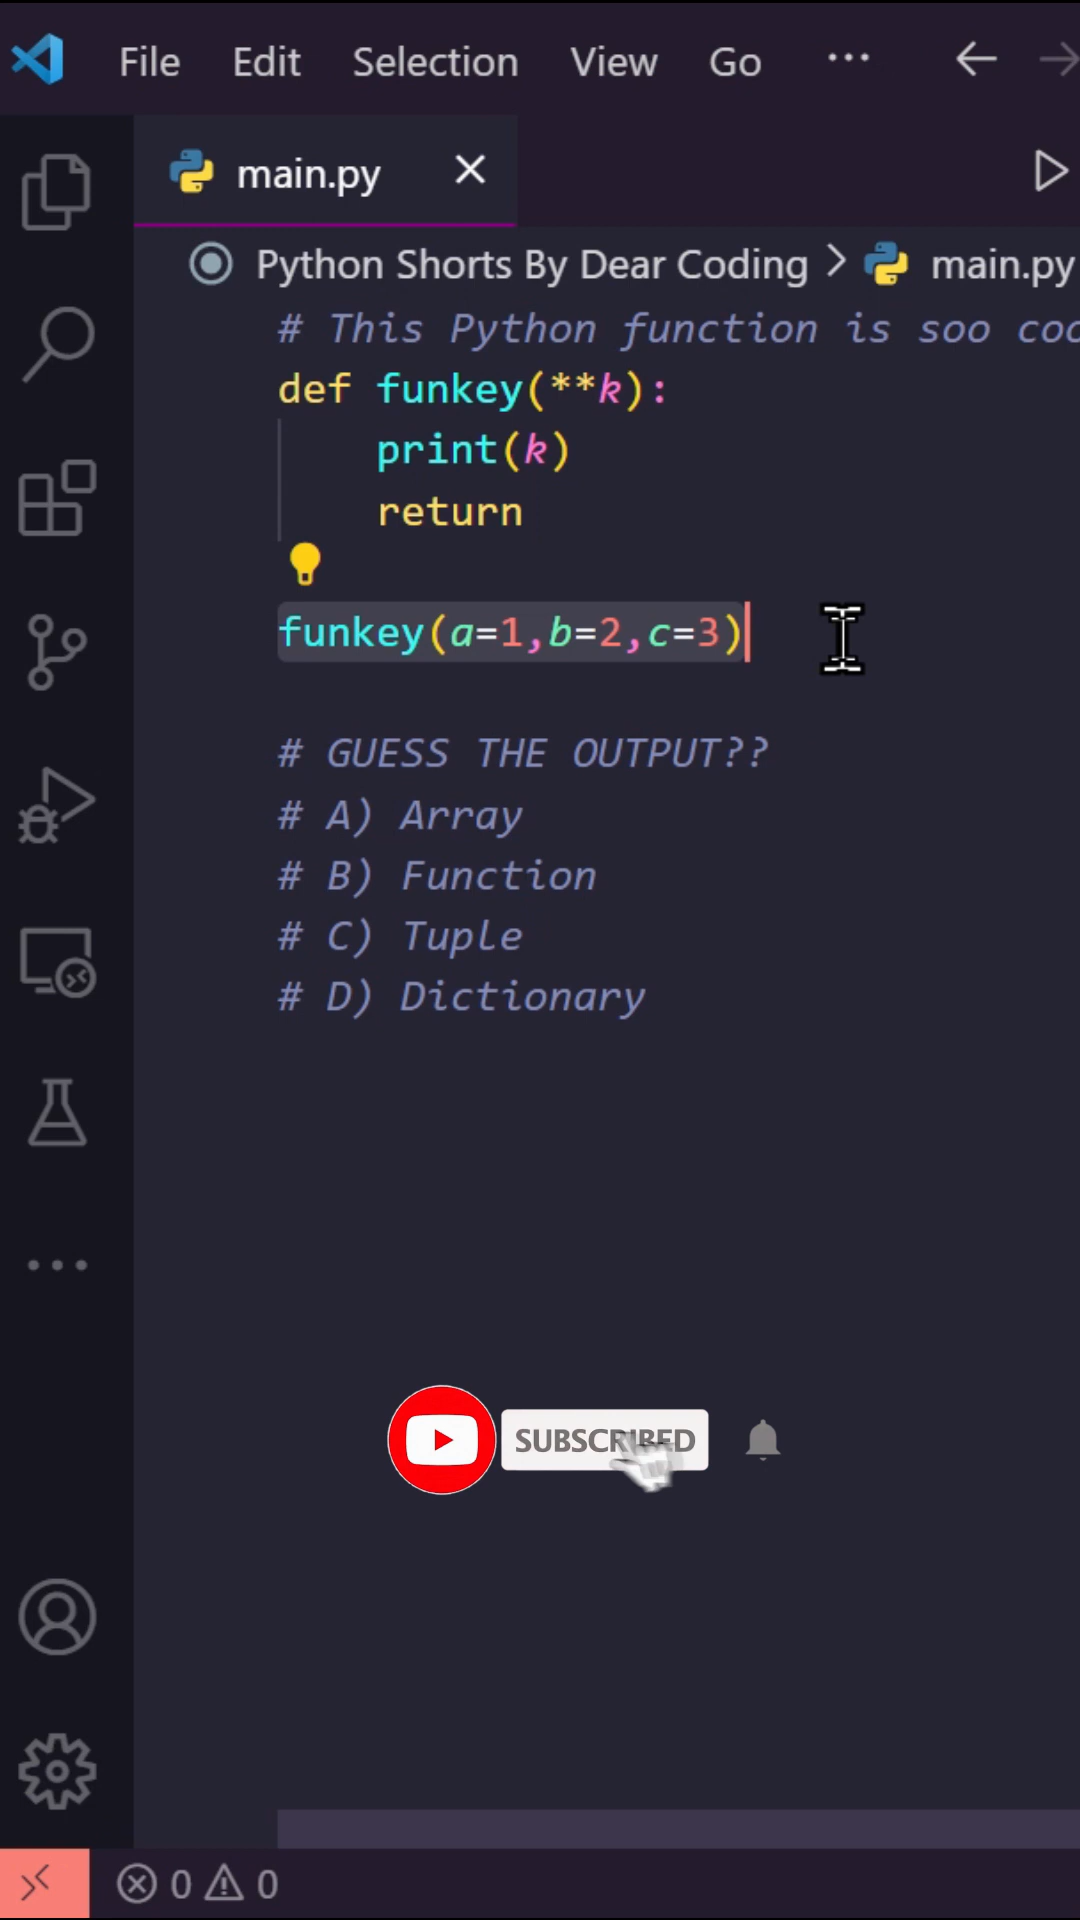 File Edit Selection View Go ...
main.py
Python Shorts By Dear Coding > main.py
# This Python function is soo
def funkey(**k):
print(k)
return
funkey(a=1,b=2,c=3)
# GUESS THE OUTPUT??
# A) Array
# B) Function
# C) Tuple
# D) Dictionary
SUBSCRIBED
0 0